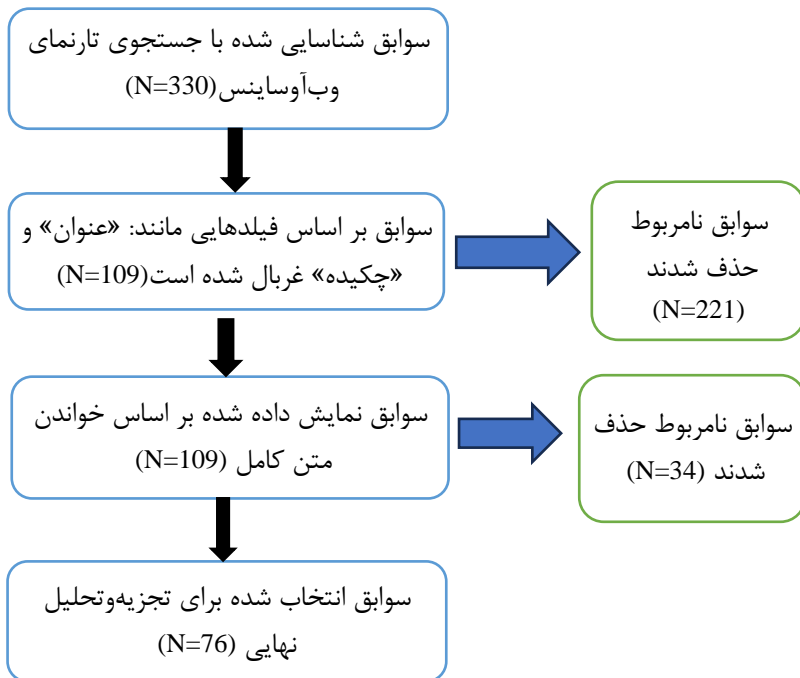 سوابق شناسایی شده با جستجوی تارنمای
وب‌آوساینس(N=330)
سوابق بر اساس فیلدهایی مانند: «عنوان» و
«چکیده» غربال شده است(N=109)
سوابق نامربوط
حذف شدند
(N=221)
سوابق نمایش داده شده بر اساس خواندن
متن کامل (N=109)
سوابق نامربوط حذف
شدند (N=34)
سوابق انتخاب شده برای تجزیه‌وتحلیل
نهایی (N=76)